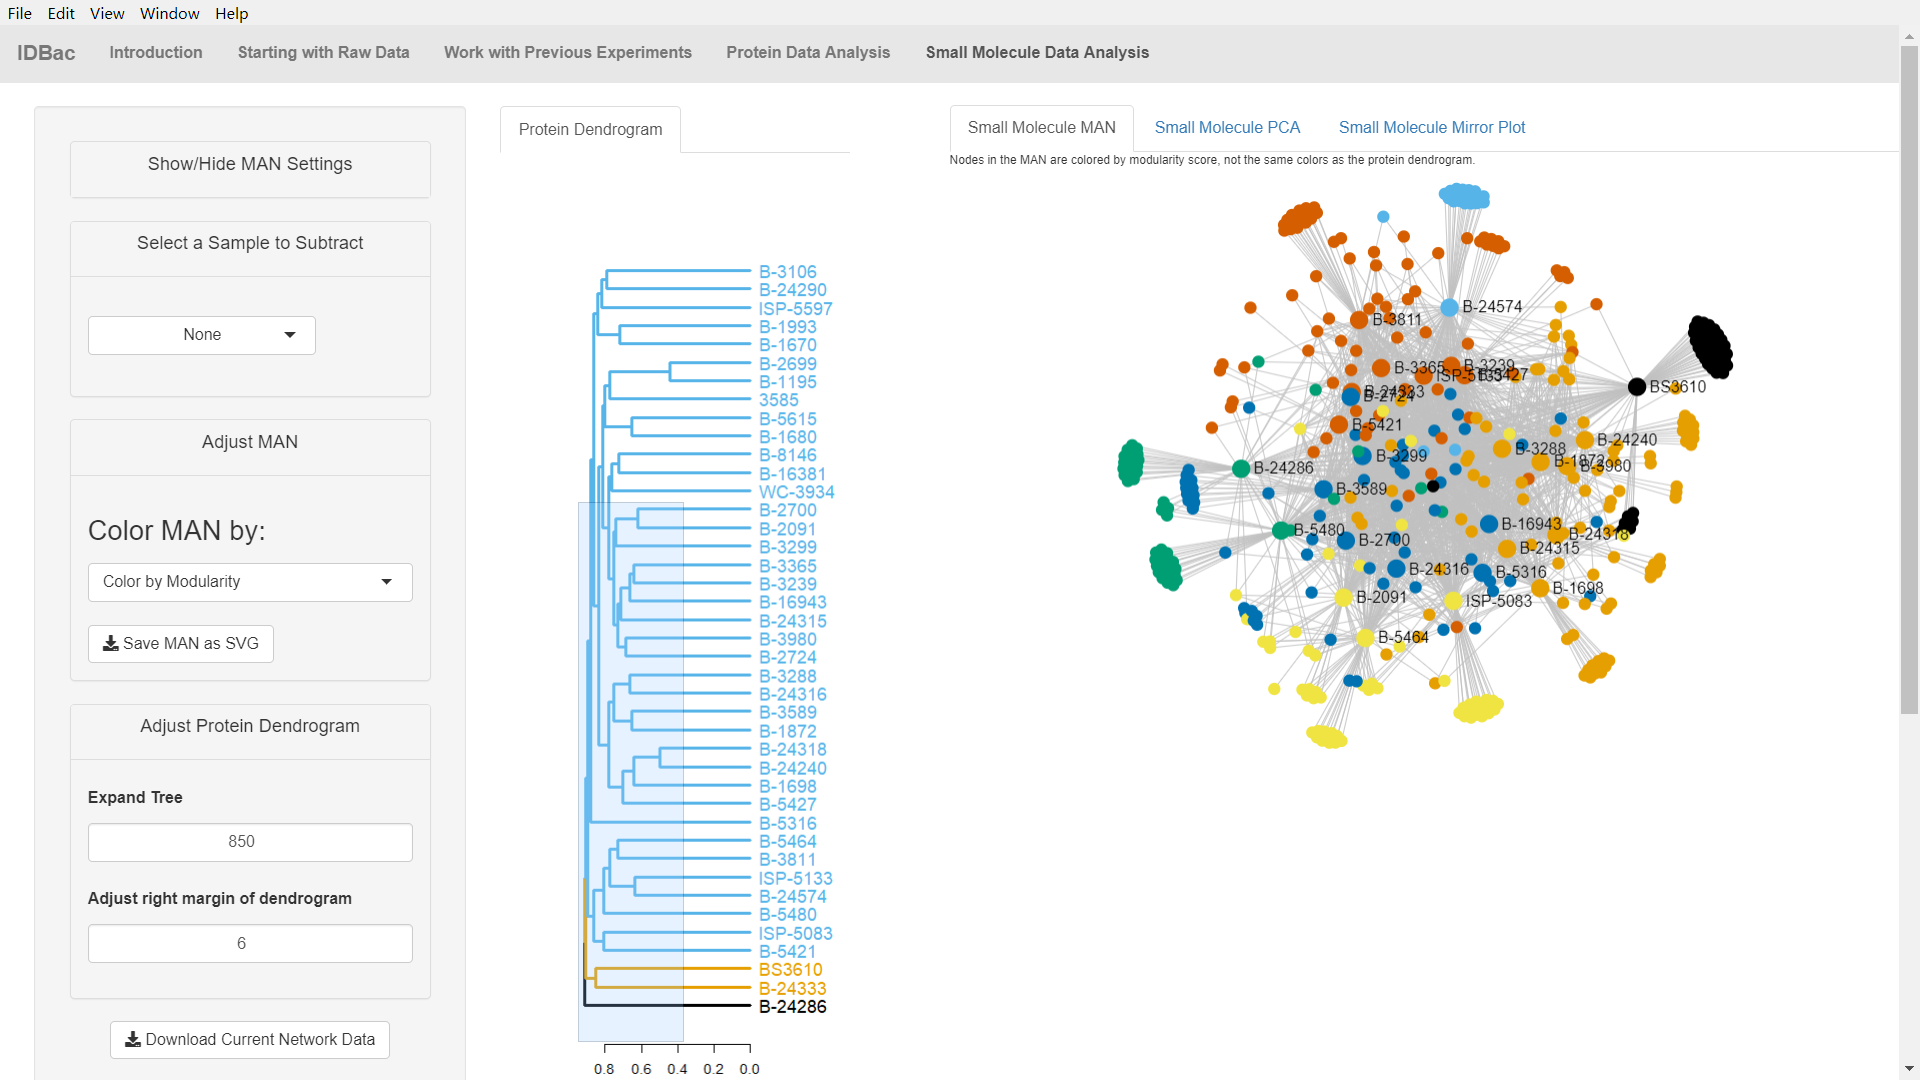 File Edit View Window Help
IDBac Introduction Starting with Raw Data Work with Previous Experiments Protein Data Analysis Small Molecule Data Analysis
Show/Hide MAN Settings
Select a Sample to Subtract
None
Adjust MAN
Color MAN by:
Color by Modularity
Save MAN as SVG
Adjust Protein Dendrogram
Expand Tree
850
Adjust right margin of dendrogram
6
Download Current Network Data
Protein Dendrogram
B-3106
B-24290
ISP-5597
B-1993
B-1670
B-2699
B-1195
3585
B-5615
B-1680
B-8146
B-16381
WC-3934
B-2700
B-2091
B-3299
B-3365
B-3239
B-16943
B-24315
B-3980
B-2724
B-3288
B-24316
B-3589
B-1872
B-24318
B-24240
B-1698
B-5427
B-5316
B-5464
B-3811
ISP-5133
B-24574
B-5480
ISP-5083
B-5421
BS3610
B-24333
B-24286
0.8 0.6 0.4 0.2 0.0
Small Molecule MAN Small Molecule PCA Small Molecule Mirror Plot
Nodes in the MAN are colored by modularity score, not the same colors as the protein dendrogram.
B-24574
B-3811
B-3365
B-3239
ISP-5133
B-5427
BS3610
B-24333
B-2724
B-5421
B-24240
B-3288
B-3299
B-1872
B-3980
B-24286
B-3589
B-16943
B-5480
B-24318
B-2700
B-24315
B-24316
B-5316
B-1698
B-2091
ISP-5083
B-5464